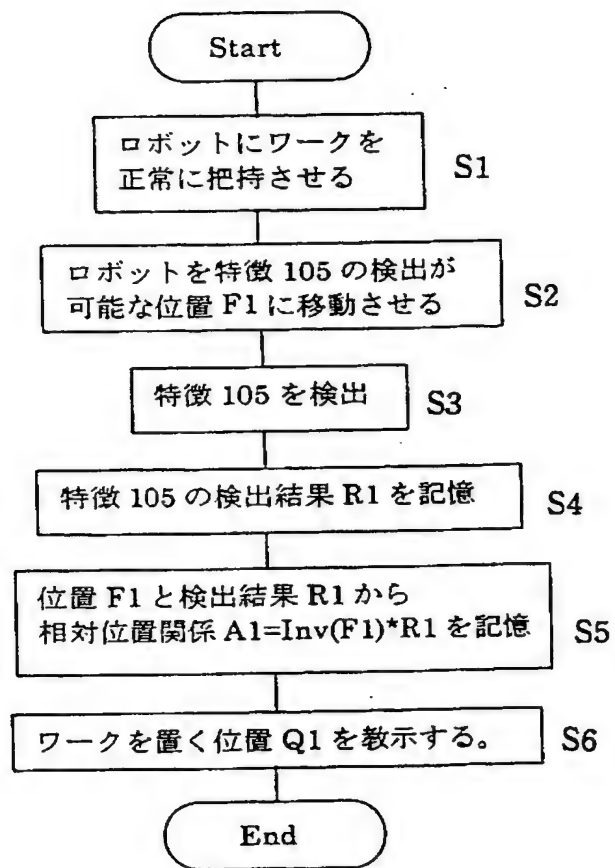 Start
ロボットにワークを
正常に把持させる
S1
ロボットを特徴 105 の検出が
可能な位置 F1 に移動させる
S2
特徴 105 を検出
S3
特徴 105 の検出結果 R1 を記憶
S4
位置 F1 と検出結果 R1 から
相対位置関係 A1=Inv(F1)*R1 を記憶
S5
ワークを置く位置 Q1 を教示する。
S6
End